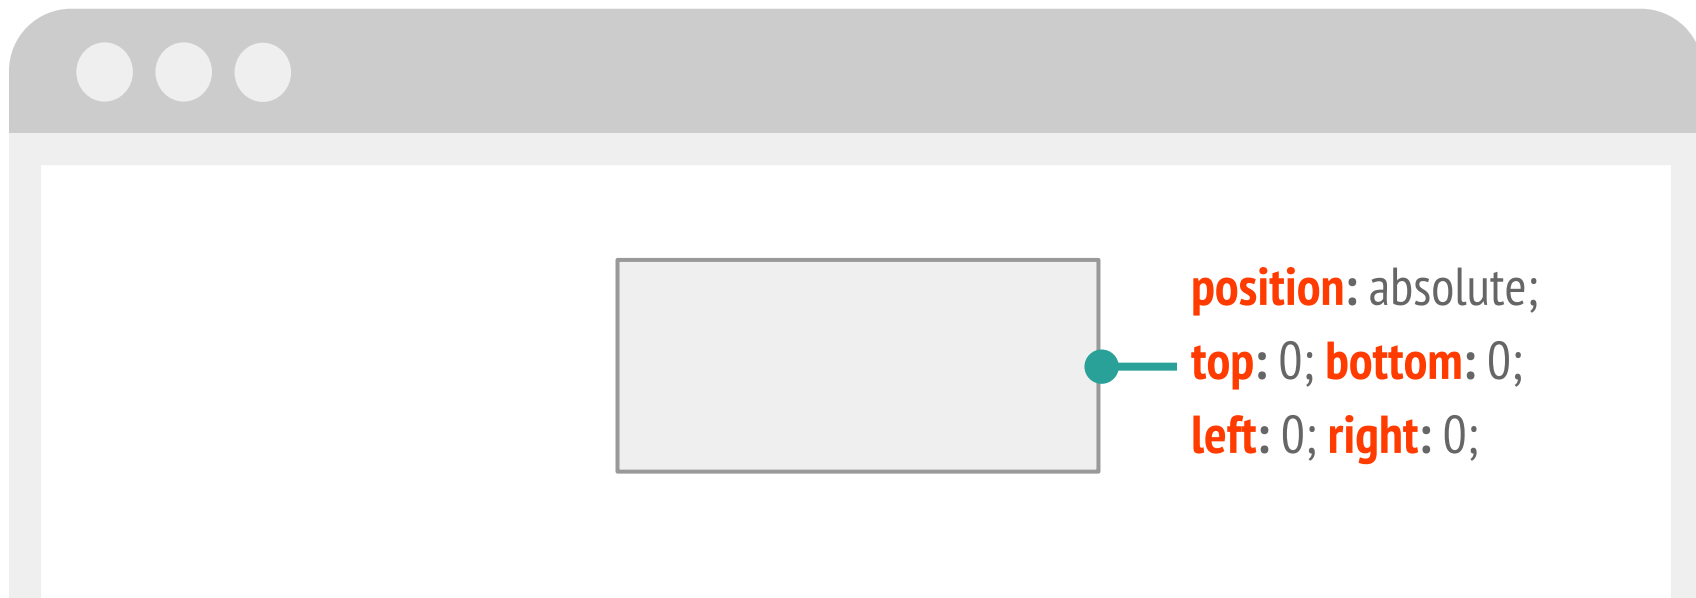 position: absolute;
top: 0; bottom: 0;
left: 0; right: 0;